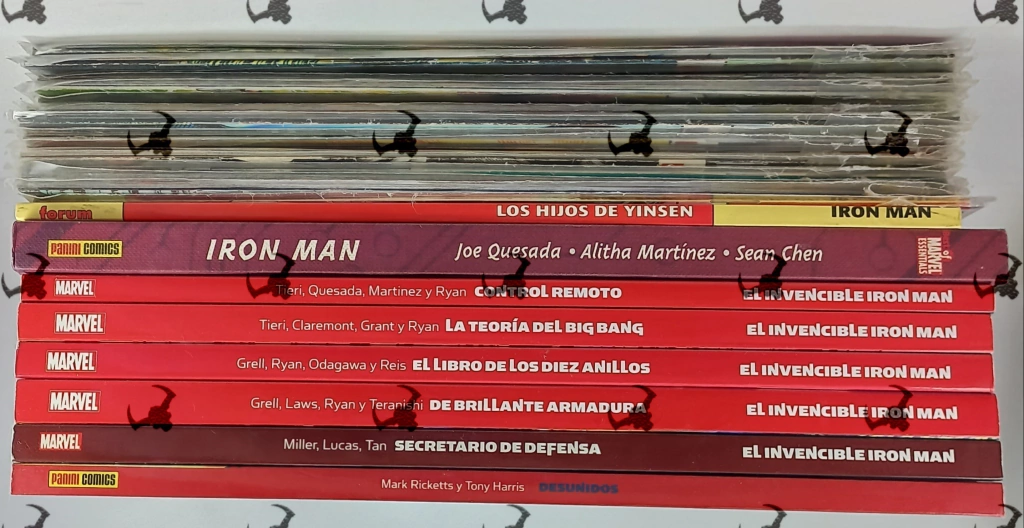 forum LOS HIJOS DE YINSEN IRON MAN
PANINI COMICS IRON MAN Joe Quesada • Alitha Martínez • Sean Chen Best of MARVEL ESSENTIALS
MARVEL Tieri, Quesada, Martinez y Ryan CONTROL REMOTO EL INVENCIBLE IRON MAN
MARVEL Tieri, Claremont, Grant y Ryan LA TEORÍA DEL BIG BANG EL INVENCIBLE IRON MAN
MARVEL Grell, Ryan, Odagawa y Reis EL LIBRO DE LOS DIEZ ANILLOS EL INVENCIBLE IRON MAN
MARVEL Grell, Laws, Ryan y Teranishi DE BRILLANTE ARMADURA EL INVENCIBLE IRON MAN
MARVEL Miller, Lucas, Tan SECRETARIO DE DEFENSA EL INVENCIBLE IRON MAN
PANINI COMICS Mark Ricketts y Tony Harris DESUNIDOS